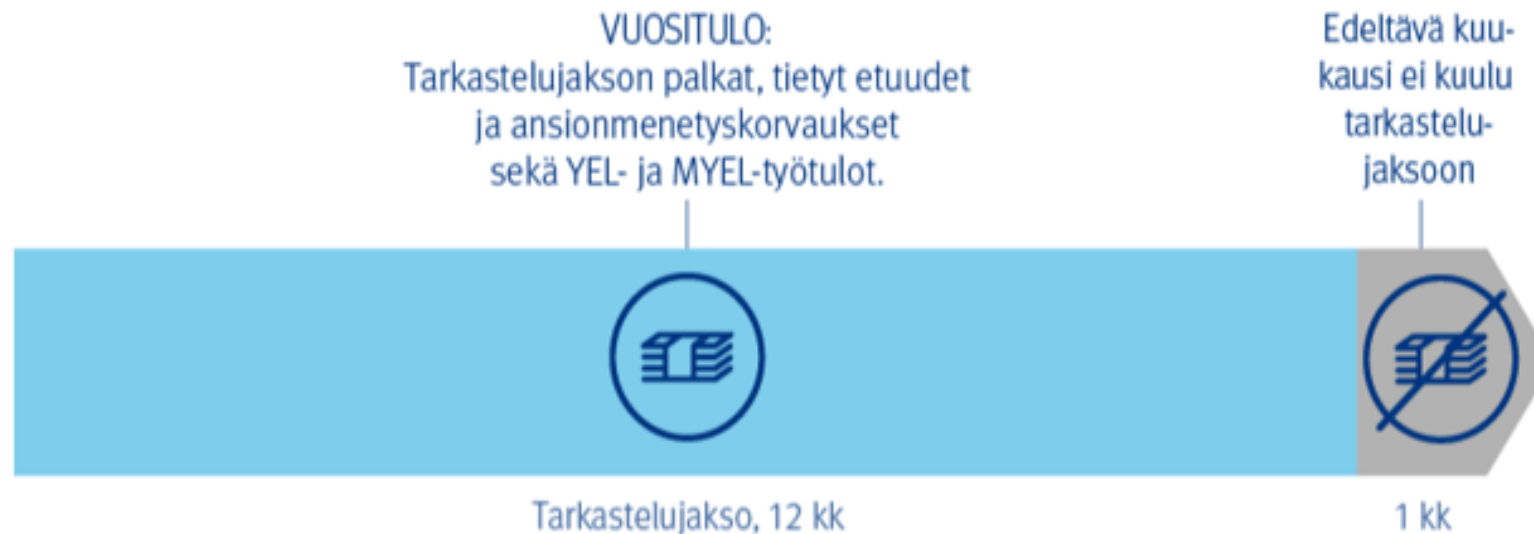 VUOSITULO:
Tarkastelujakson palkat, tietyt etuudet
ja ansionmenetyskorvaukset
sekä YEL- ja MYEL-työtulot.
Edeltävä kuu-
kausi ei kuulu
tarkastelu-
jaksoon
Tarkastelujakso, 12 kk
1 kk